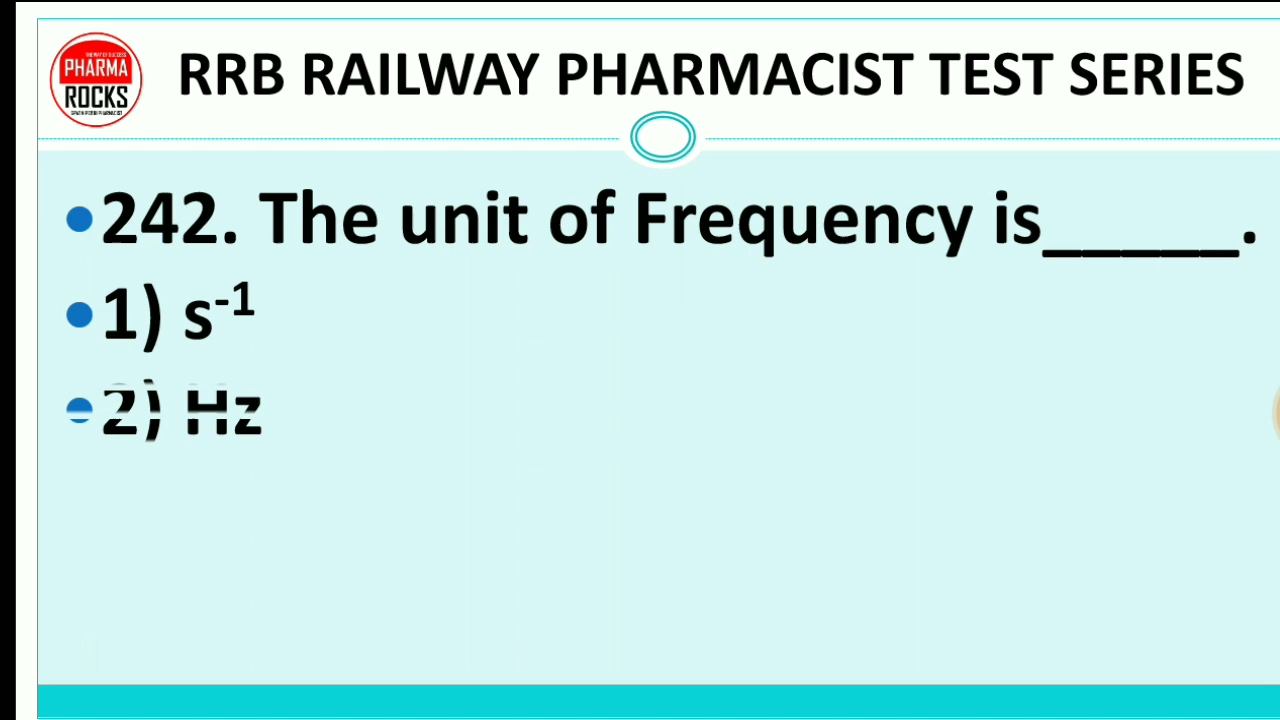 PHARMA
ROCKS
RRB RAILWAY PHARMACIST TEST SERIES
•242. The unit of Frequency is_____.
•1) s⁻¹
•2) Hz